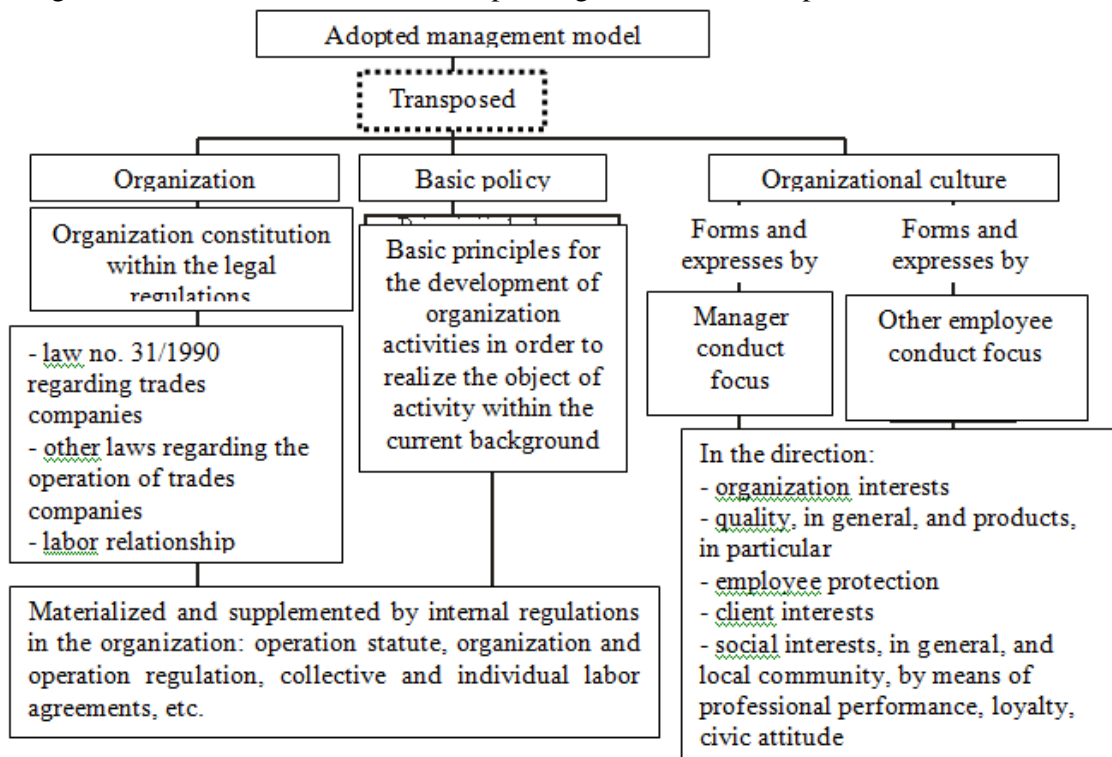 Adopted management model
Transposed
Organization
Basic policy
Organizational culture
Organization constitution
within the legal
regulations
Basic principles for
the development of
organization
activities in order to
realize the object of
activity within the
current background
Forms and
expresses by
Forms and
expresses by
Manager
conduct
focus
Other employee
conduct focus
- law no. 31/1990
regarding trades
companies
- other laws regarding the
operation of trades
companies
- labor relationship
In the direction:
- organization interests
- quality, in general, and products,
in particular
- employee protection
- client interests
- social interests, in general, and
local community, by means of
professional performance, loyalty,
civic attitude
Materialized and supplemented by internal regulations
in the organization: operation statute, organization and
operation regulation, collective and individual labor
agreements, etc.